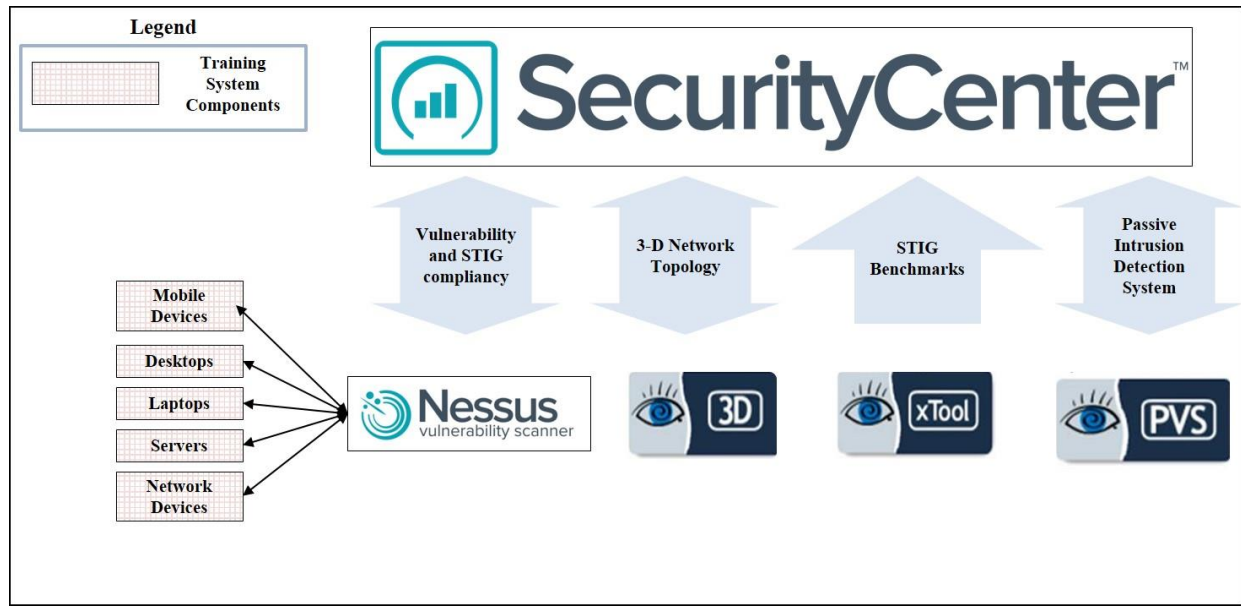 Legend
Training
System
Components
SecurityCenter™
Vulnerability
and STIG
compliancy
3-D Network
Topology
STIG
Benchmarks
Passive
Intrusion
Detection
System
Mobile
Devices
Desktops
Laptops
Servers
Network
Devices
Nessus
vulnerability scanner
3D
xTool
PVS